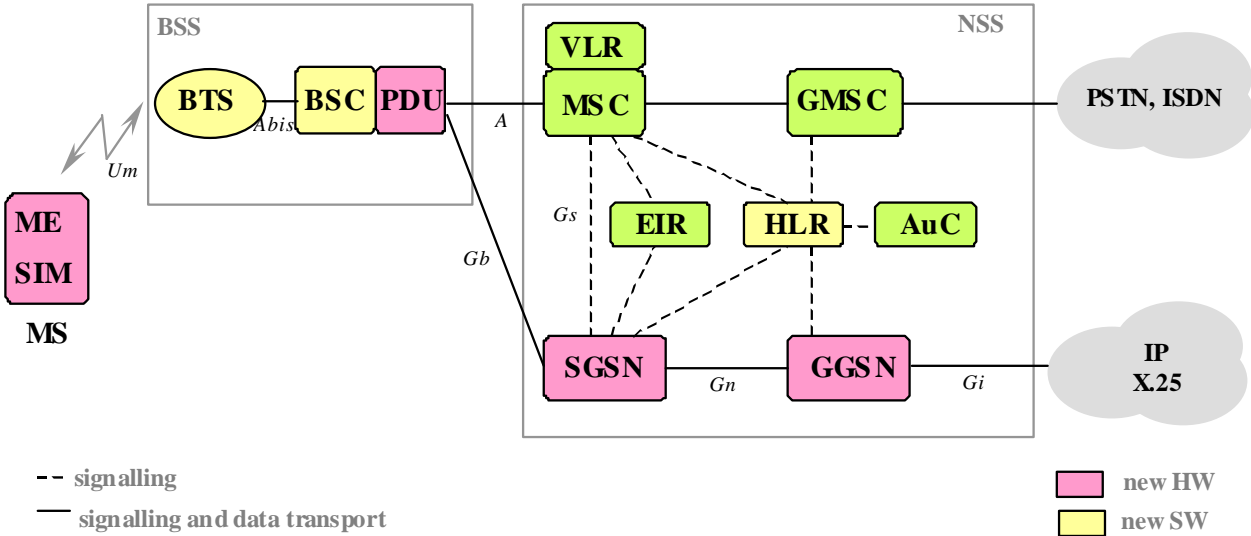 BSS
NSS
VLR
BTS
BSC
PDU
MSC
GMSC
PSTN, ISDN
Abis
A
Um
ME
SIM
MS
Gs
EIR
HLR
AuC
Gb
SGSN
GGSN
IP
X.25
Gn
Gi
signalling
signalling and data transport
new HW
new SW